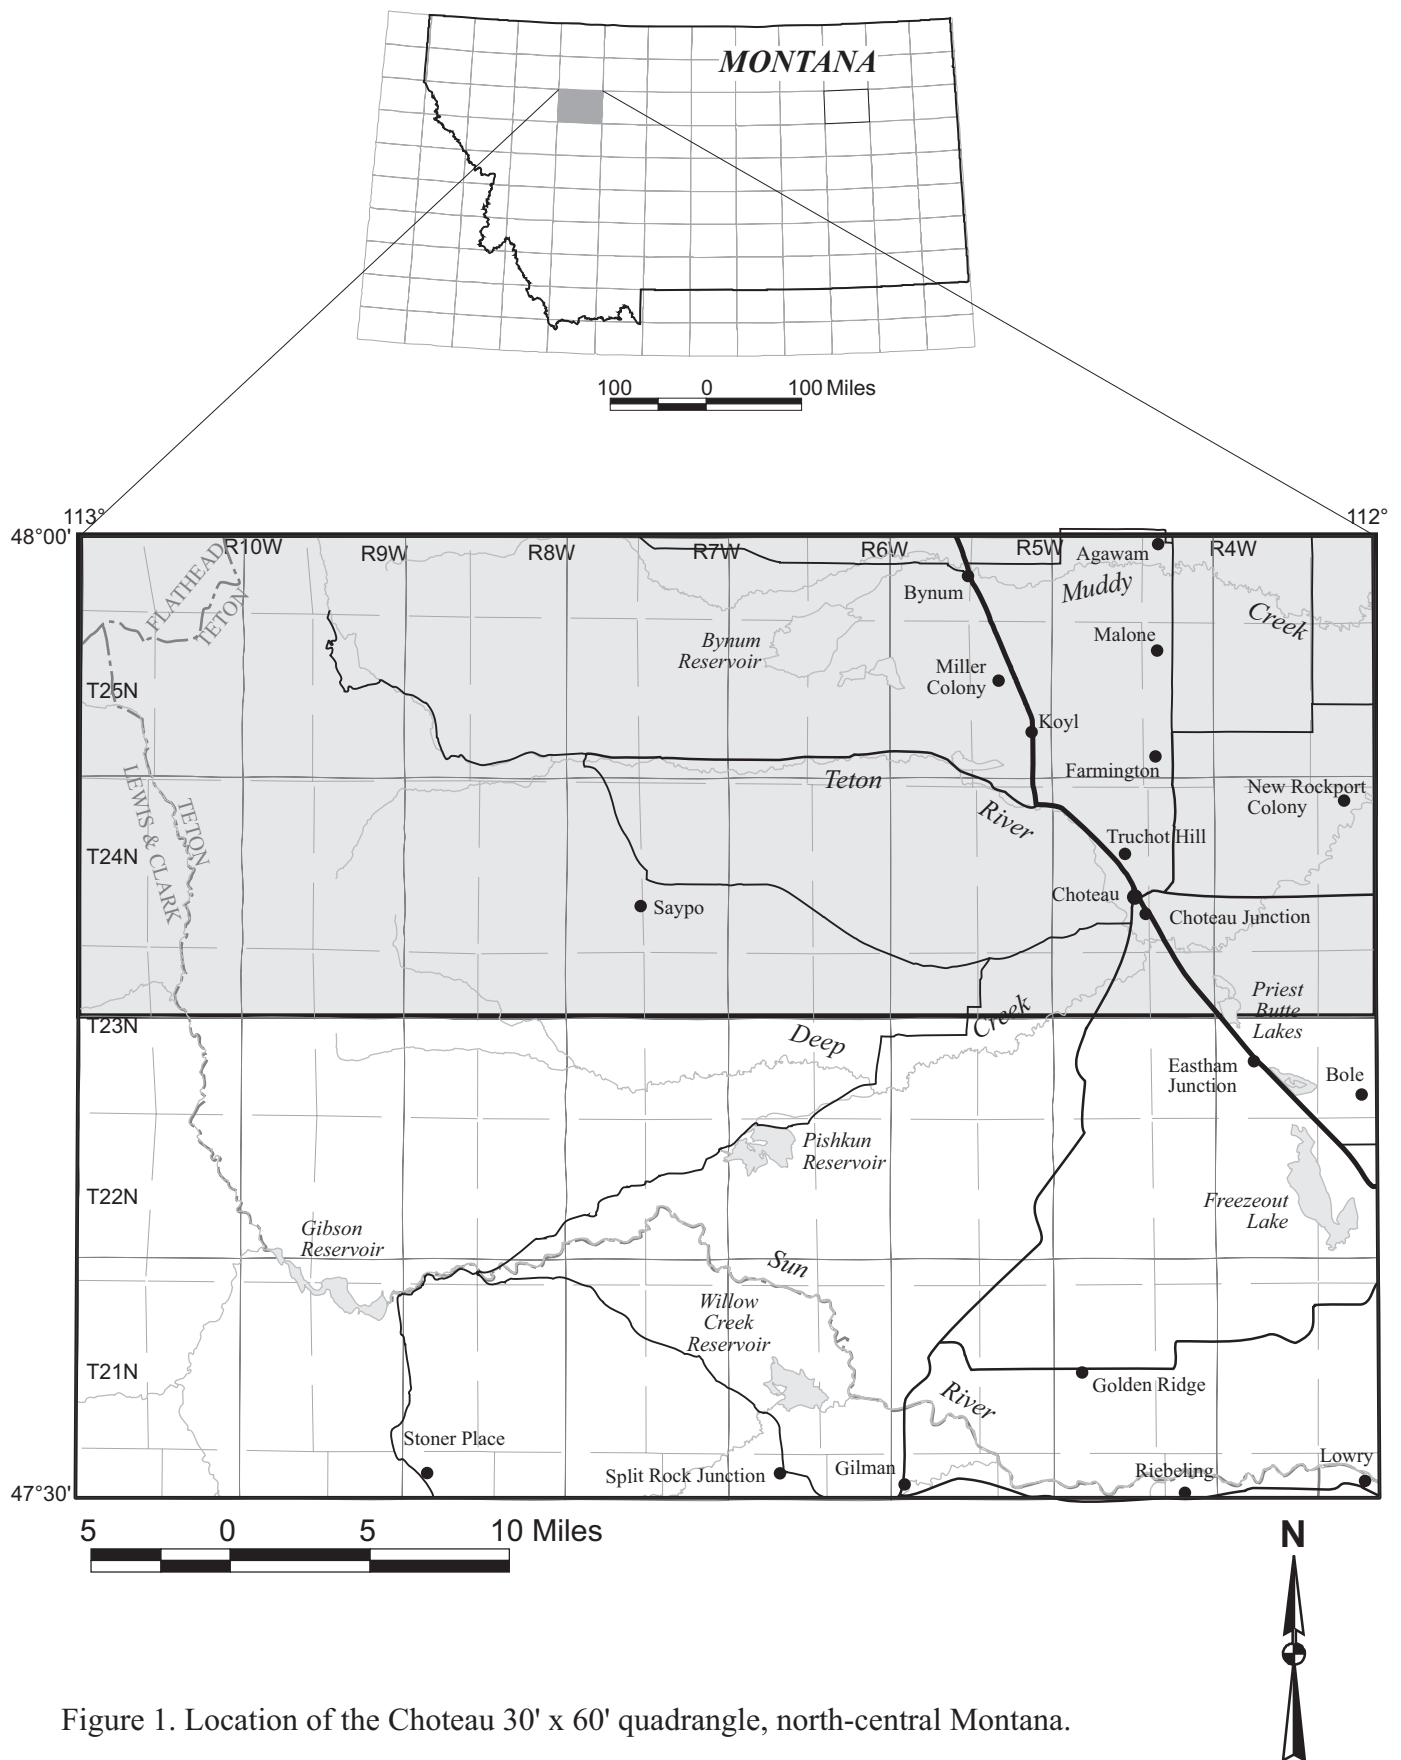 MONTANA
100 0 100 Miles
113°
112°
48°00'
R10W
R9W
R8W
R7W
R6W
R5W
R4W
Agawam
FLATHEAD
TETON
Bynum
Muddy
Creek
Bynum
Reservoir
Malone
Miller
Colony
T25N
Koyl
Farmington
Teton
River
New Rockport
Colony
LEWIS & CLARK
TETON
Truchot Hill
T24N
Choteau
Saypo
Choteau Junction
Priest
Butte
Lakes
T23N
Deep
Creek
Eastham
Junction
Bole
Pishkun
Reservoir
T22N
Freezeout
Lake
Gibson
Reservoir
Sun
Willow
Creek
Reservoir
T21N
Golden Ridge
River
Stoner Place
Split Rock Junction
Gilman
Riebeling
Lowry
47°30'
5 0 5 10 Miles
N
Figure 1. Location of the Choteau 30' x 60' quadrangle, north-central Montana.